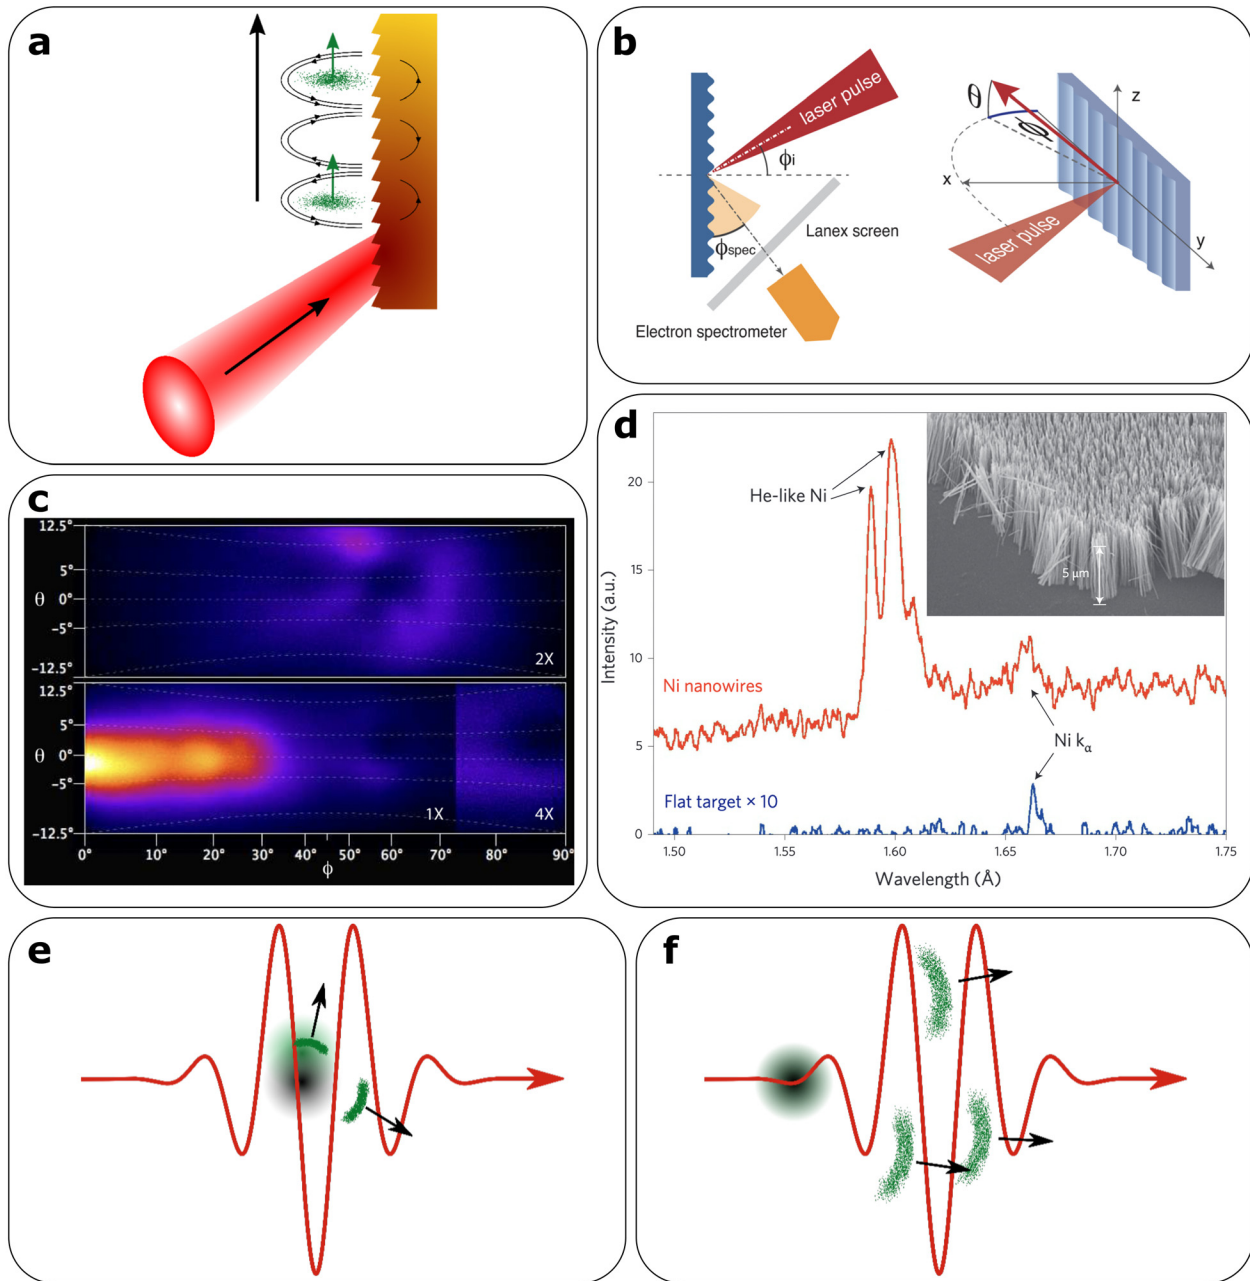 a
b
laser pulse
ϕi
Lanex screen
ϕspec
Electron spectrometer
θ
ϕ
z
x
y
laser pulse
c
12.5°
5°
θ 0°
-5°
-12.5°
2X
12.5°
5°
θ 0°
-5°
-12.5°
1X
4X
0° 10° 20° 30° 40° 50° 60° 70° 90°
ϕ
d
20
15
10
5
0
Intensity (a.u.)
He-like Ni
5 μm
Ni nanowires
Ni kα
Flat target × 10
1.50 1.55 1.60 1.65 1.70 1.75
Wavelength (Å)
e
f